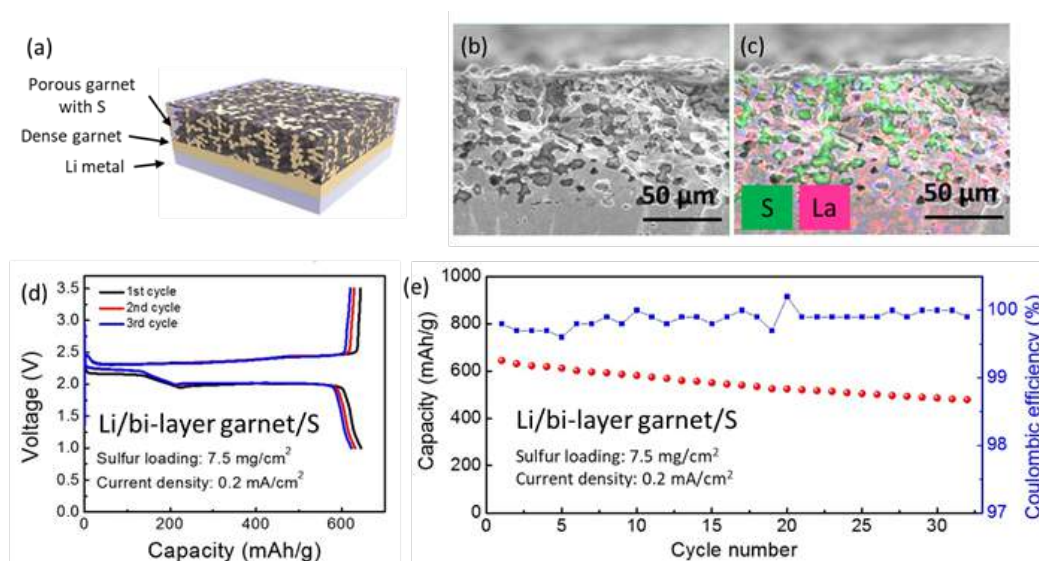 (a)
Porous garnet
with S
Dense garnet
Li metal
(b)
50 µm
(c)
S
La
50 µm
(d)
3.5
3.0
2.5
2.0
1.5
1.0
0.5
0.0
Voltage (V)
1st cycle
2nd cycle
3rd cycle
Li/bi-layer garnet/S
Sulfur loading: 7.5 mg/cm²
Current density: 0.2 mA/cm²
0
200
400
600
Capacity (mAh/g)
(e)
1000
800
600
400
200
0
Capacity (mAh/g)
Li/bi-layer garnet/S
Sulfur loading: 7.5 mg/cm²
Current density: 0.2 mA/cm²
0
5
10
15
20
25
30
Cycle number
100
99
98
97
Coulombic efficiency (%)